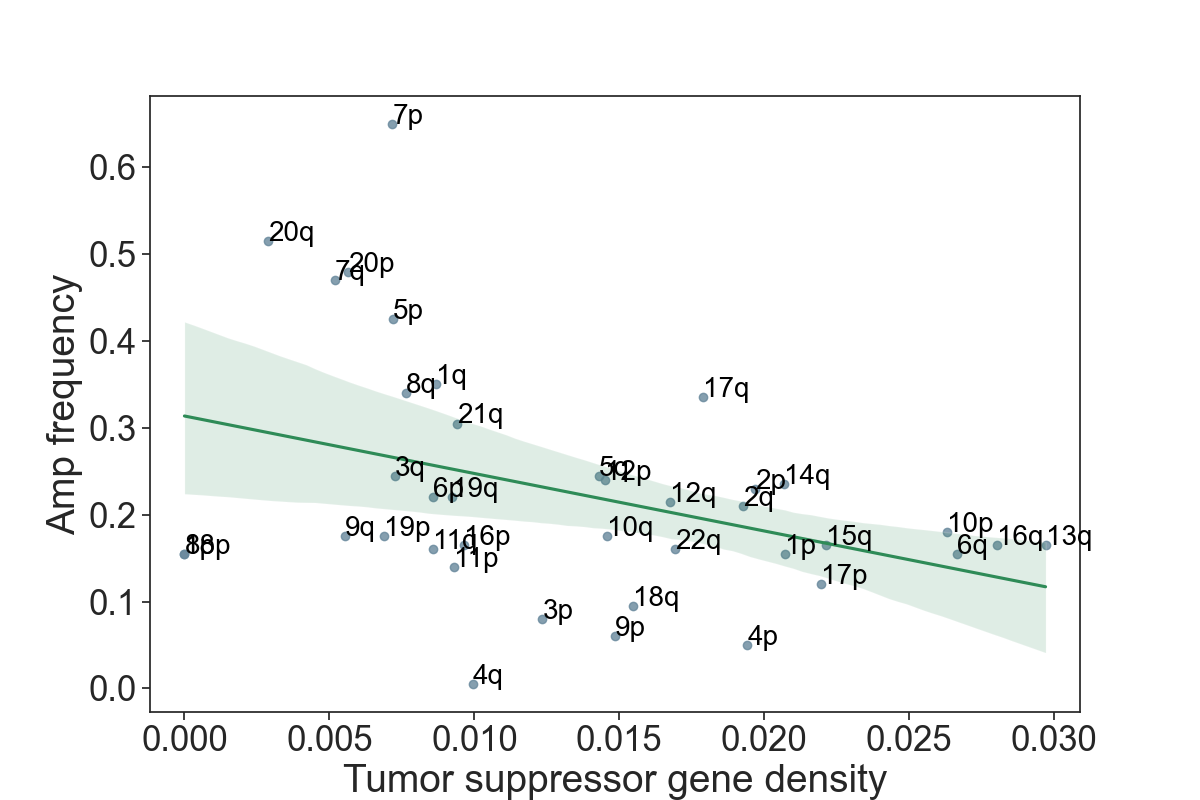 7p
0.6
20q
0.5
20p
7q
5p
0.4
1q
8q
17q
21q
0.3
5q
12p
3q
14q
2p
6p
19q
12q
2q
0.2
10p
9q
19p
16p
11q
10q
22q
15q
16q
13q
1p
6q
11p
17p
0.1
18q
3p
9p
4p
4q
0.0
Amp frequency
0.000 0.005 0.010 0.015 0.020 0.025 0.030
Tumor suppressor gene density